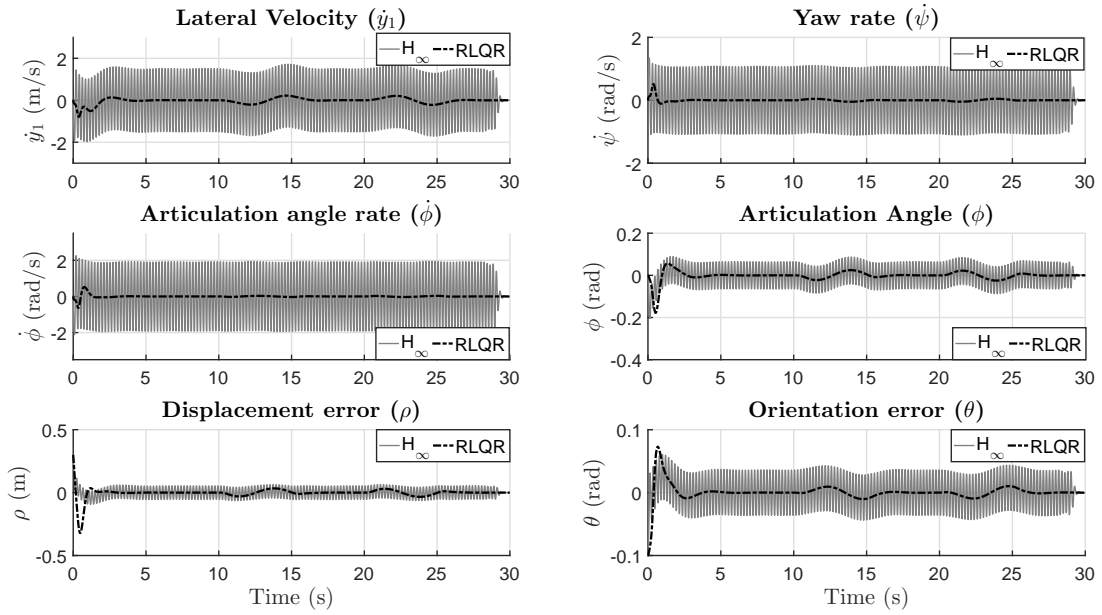 Lateral Velocity (ẏ₁)
ẏ₁ (m/s)
2
0
-2
H∞ RLQR
0 5 10 15 20 25 30
Yaw rate (ψ̇)
ψ̇ (rad/s)
2
0
-2
H∞ RLQR
0 5 10 15 20 25 30
Articulation angle rate (ϕ̇)
ϕ̇ (rad/s)
2
0
-2
H∞ RLQR
0 5 10 15 20 25 30
Articulation Angle (ϕ)
ϕ (rad)
0.2
0
-0.2
-0.4
H∞ RLQR
0 5 10 15 20 25 30
Displacement error (ρ)
ρ (m)
0.5
0
-0.5
H∞ RLQR
0 5 10 15 20 25 30
Time (s)
Orientation error (θ)
θ (rad)
0.1
0
-0.1
H∞ RLQR
0 5 10 15 20 25 30
Time (s)